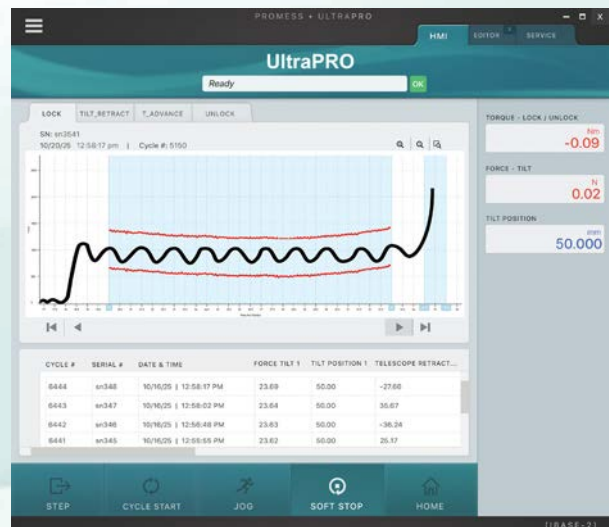 PROMESS • ULTRAPRO
HMI
EDITOR
SERVICE
UltraPRO
Ready
OK
LOCK
TILT_RETRACT
T_ADVANCE
UNLOCK
SN: sn3541
10/20/25 12:58:17 pm | Cycle #: 5150
TORQUE - LOCK / UNLOCK
Nm
-0.09
FORCE - TILT
N
0.02
TILT POSITION
mm
50.000
CYCLE # SERIAL # DATE & TIME FORCE TILT 1 TILT POSITION 1 TELESCOPE RETRACT...
6444 sn348 10/16/25 | 12:58:17 PM 23.69 50.00 -27.66
6443 sn347 10/16/25 | 12:58:02 PM 23.64 50.00 35.67
6442 sn346 10/16/25 | 12:56:48 PM 23.63 50.00 -36.24
6441 sn345 10/16/25 | 12:55:55 PM 23.62 50.00 25.17
STEP
CYCLE START
JOG
SOFT STOP
HOME